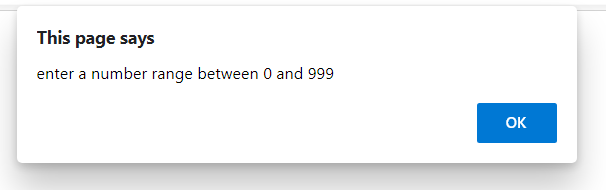 This page says
enter a number range between 0 and 999
OK